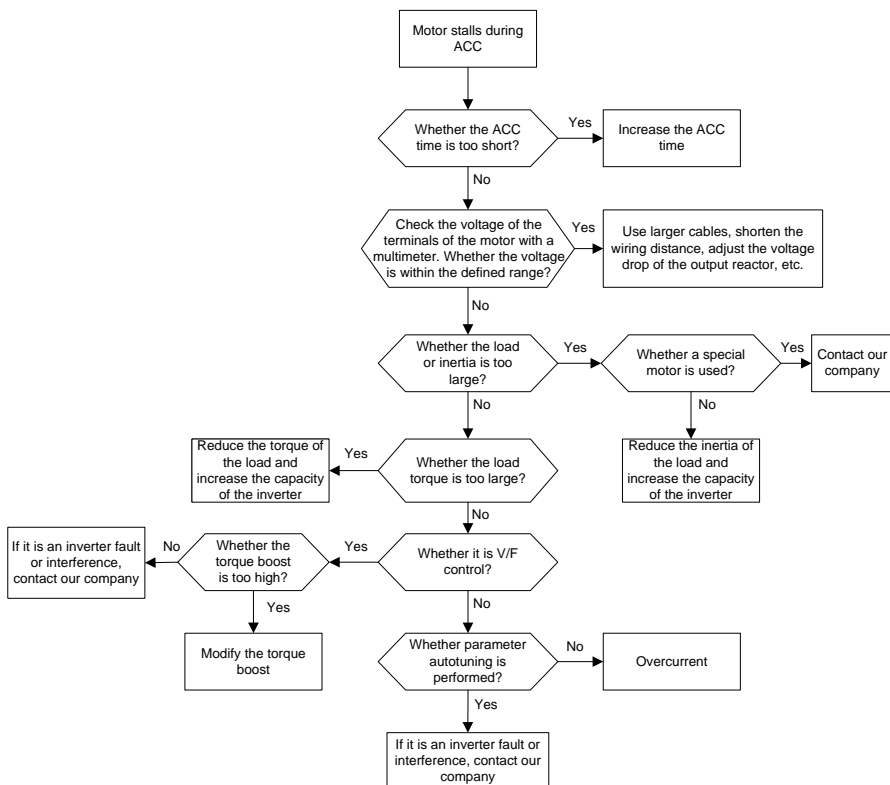 Motor stalls during
ACC
Whether the ACC
time is too short?
Yes
Increase the ACC
time
No
Check the voltage of the
terminals of the motor with a
multimeter. Whether the voltage
is within the defined range?
Yes
Use larger cables, shorten the
wiring distance, adjust the voltage
drop of the output reactor, etc.
No
Whether the load
or inertia is too
large?
Yes
Whether a special
motor is used?
Yes
Contact our
company
No
No
Reduce the inertia of
the load and
increase the capacity
of the inverter
Whether the load
torque is too large?
Yes
Reduce the torque of
the load and
increase the capacity
of the inverter
No
Whether it is V/F
control?
Yes
Whether the
torque boost
is too high?
No
If it is an inverter fault
or interference,
contact our company
Yes
Modify the torque
boost
No
Whether parameter
autotuning is
performed?
No
Overcurrent
Yes
If it is an inverter fault or
interference, contact our
company